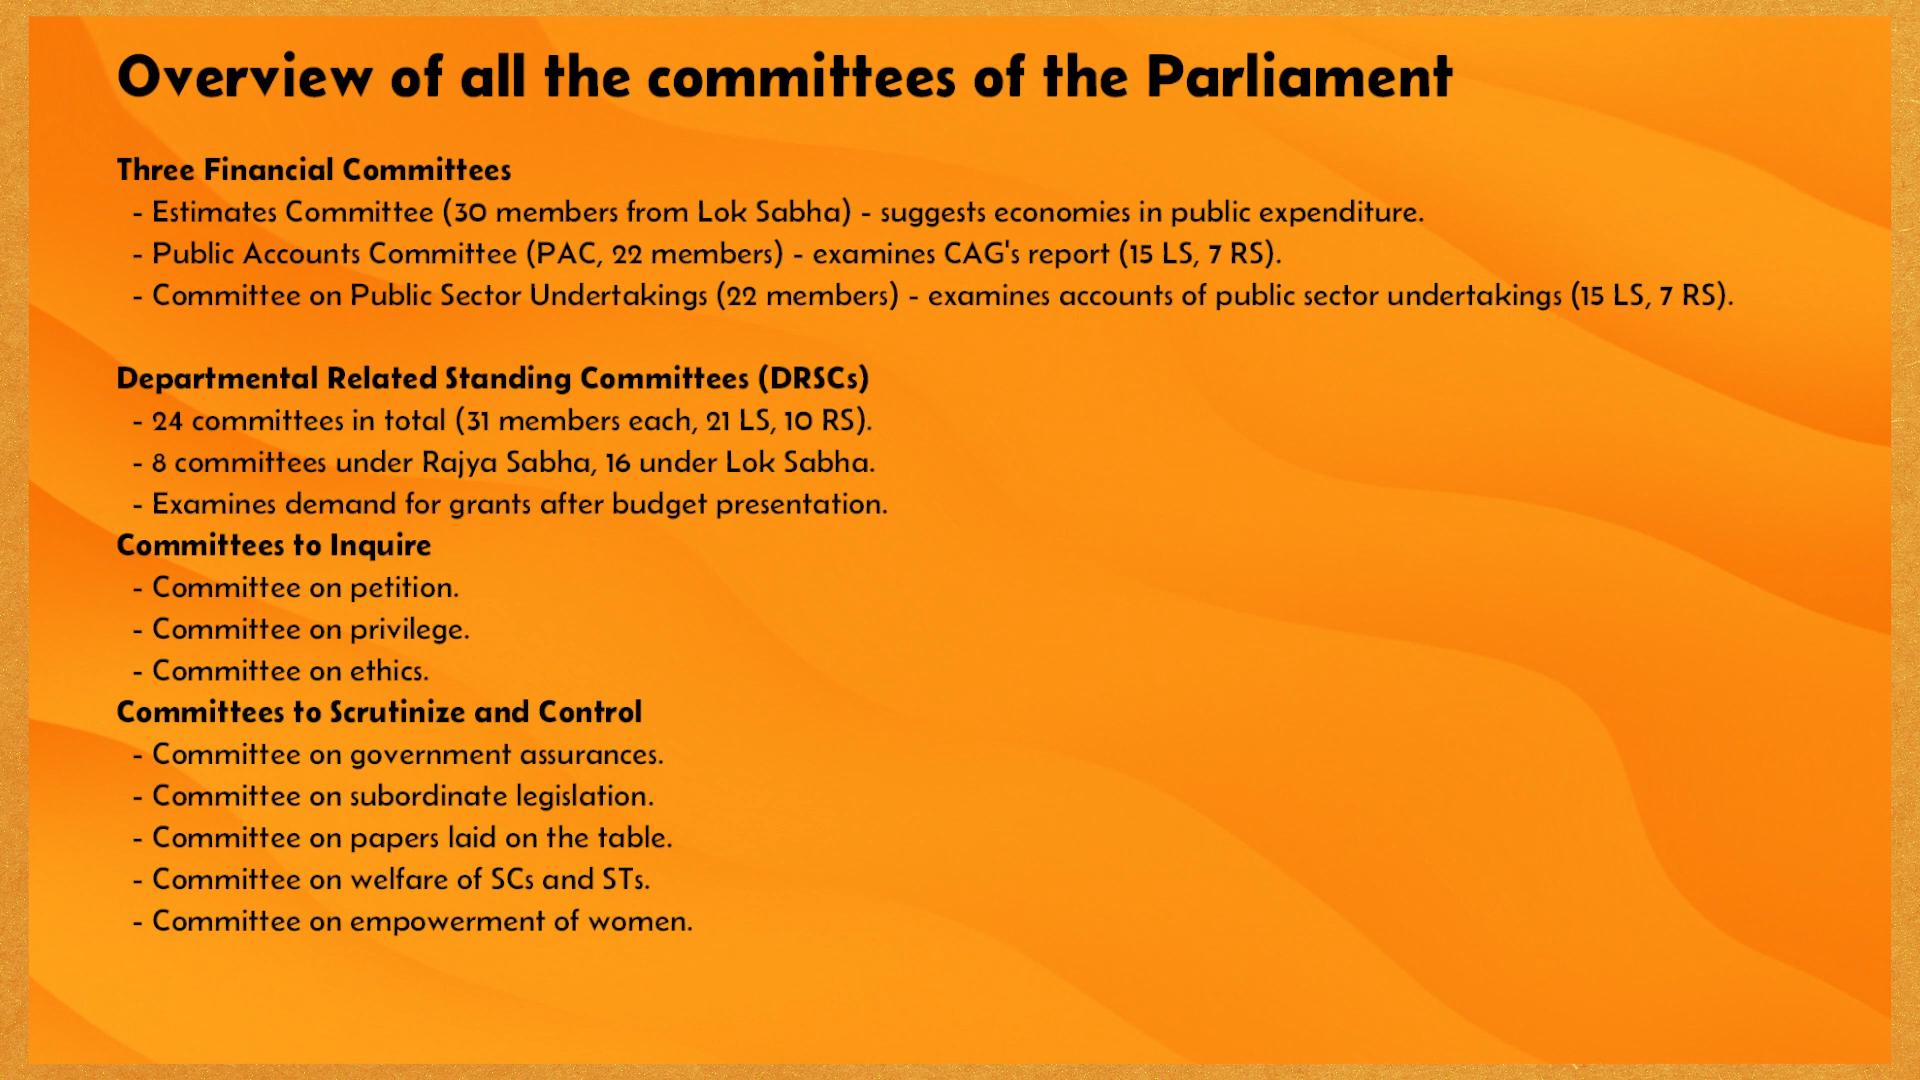 Overview of all the committees of the Parliament
Three Financial Committees
- Estimates Committee (30 members from Lok Sabha) - suggests economies in public expenditure.
- Public Accounts Committee (PAC, 22 members) - examines CAG's report (15 LS, 7 RS).
- Committee on Public Sector Undertakings (22 members) - examines accounts of public sector undertakings (15 LS, 7 RS).
Departmental Related Standing Committees (DRSCs)
- 24 committees in total (31 members each, 21 LS, 10 RS).
- 8 committees under Rajya Sabha, 16 under Lok Sabha.
- Examines demand for grants after budget presentation.
Committees to Inquire
- Committee on petition.
- Committee on privilege.
- Committee on ethics.
Committees to Scrutinize and Control
- Committee on government assurances.
- Committee on subordinate legislation.
- Committee on papers laid on the table.
- Committee on welfare of SCs and STs.
- Committee on empowerment of women.